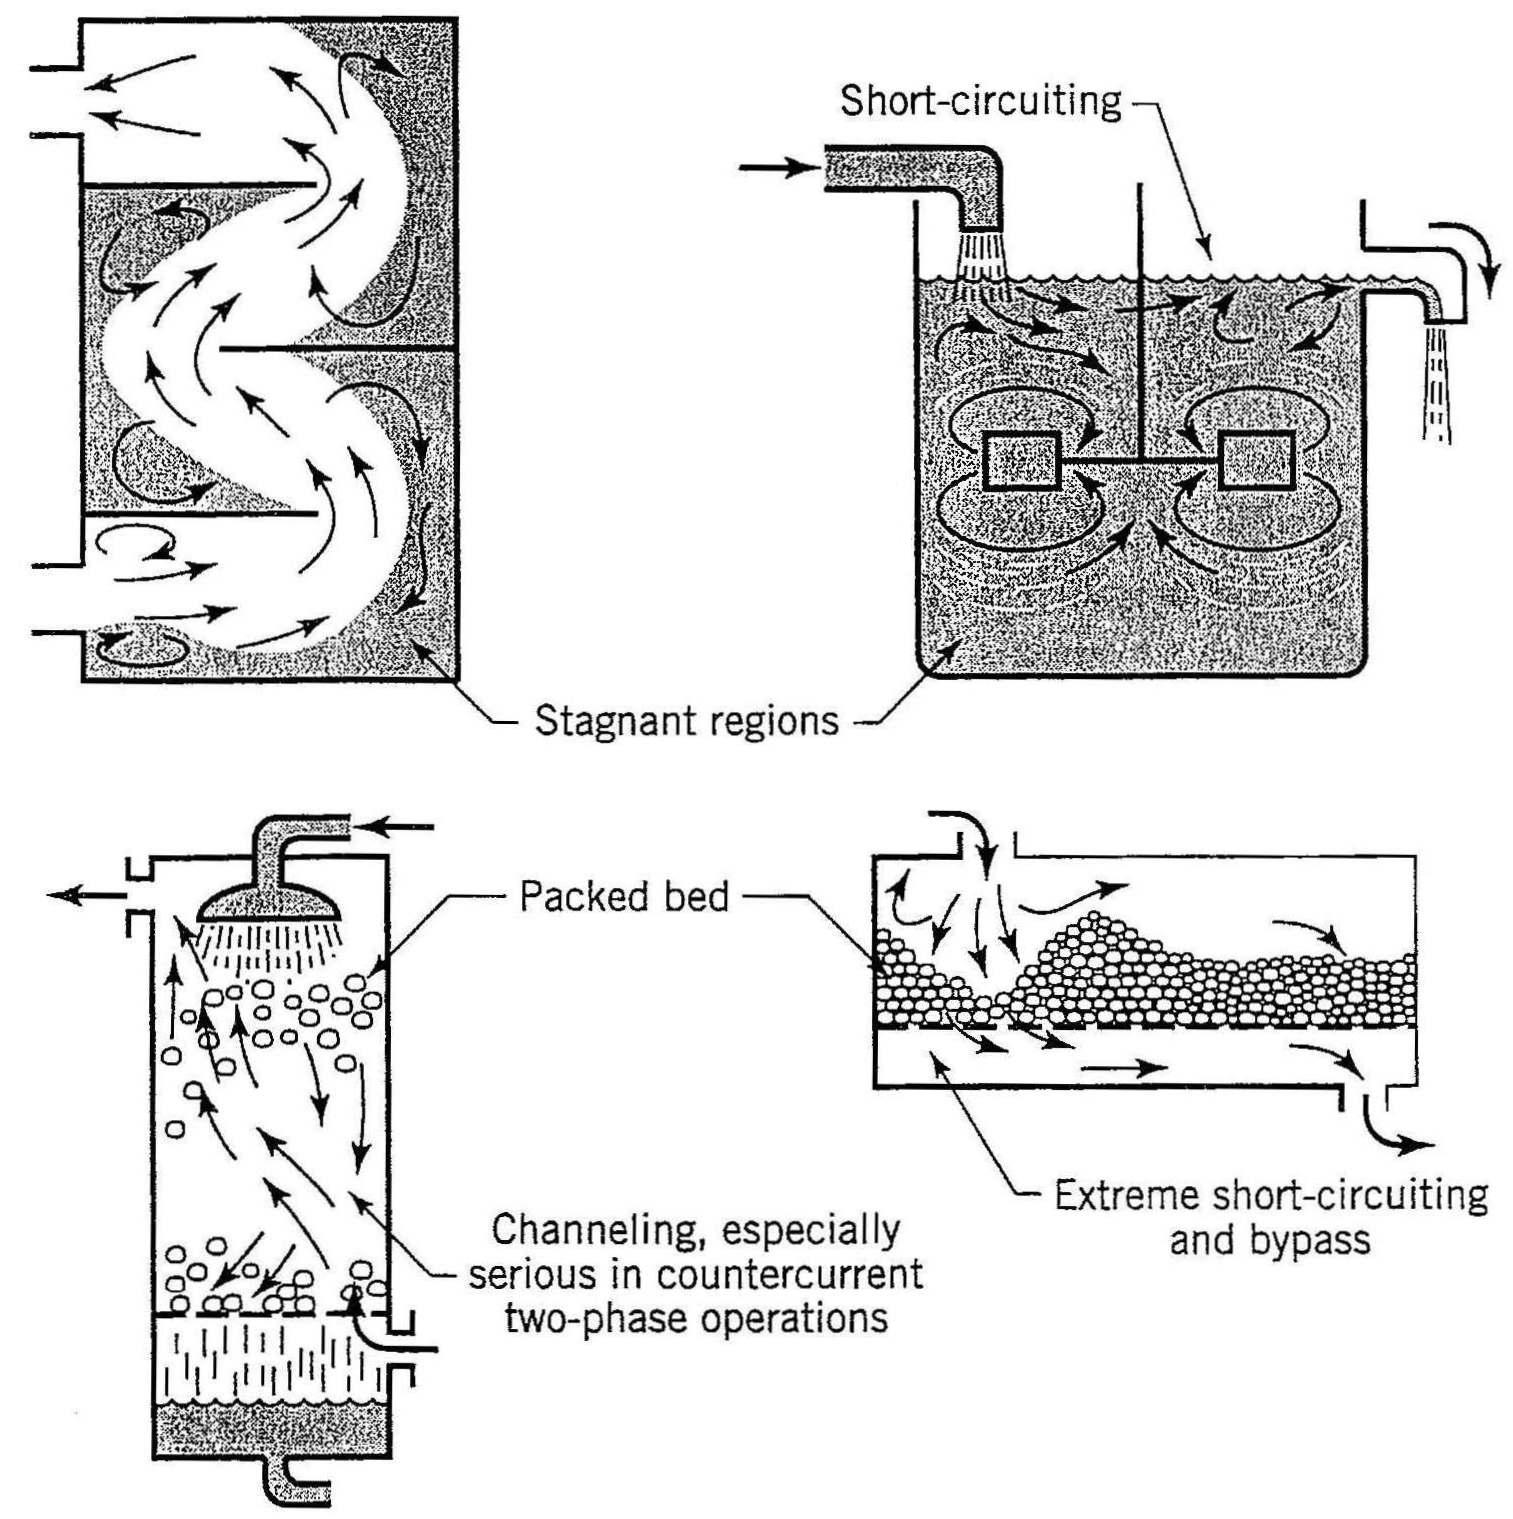 Short-circuiting
Stagnant regions
Packed bed
Extreme short-circuiting
and bypass
Channeling, especially
serious in countercurrent
two-phase operations